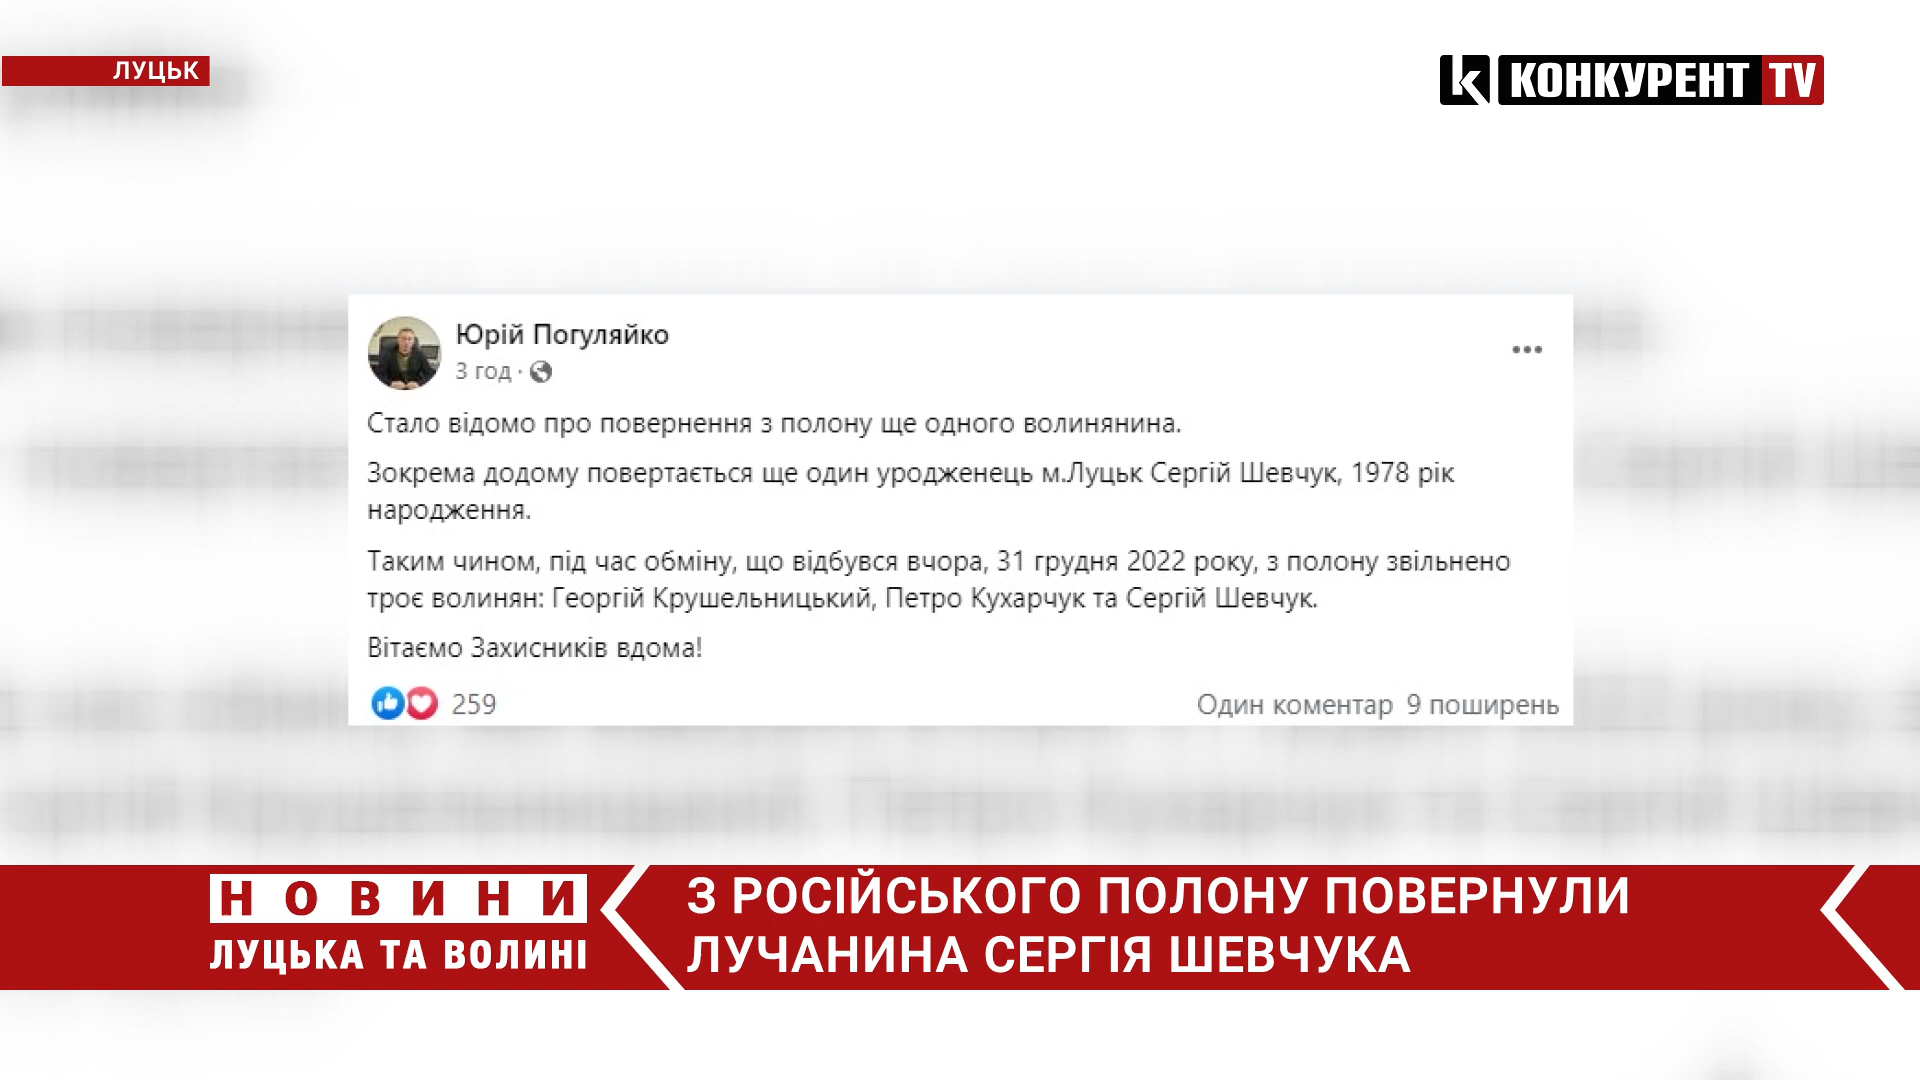 ЛУЦЬК
КОНКУРЕНТ TV
Юрій Погуляйко
3 год ·
Стало відомо про повернення з полону ще одного волинянина.
Зокрема додому повертається ще один уродженець м.Луцьк Сергій Шевчук, 1978 рік
народження.
Таким чином, під час обміну, що відбувся вчора, 31 грудня 2022 року, з полону звільнено
троє волинян: Георгій Крушельницький, Петро Кухарчук та Сергій Шевчук.
Вітаємо Захисників вдома!
259
Один коментар 9 поширень
НОВИНИ
ЛУЦЬКА ТА ВОЛИНІ
З РОСІЙСЬКОГО ПОЛОНУ ПОВЕРНУЛИ
ЛУЧАНИНА СЕРГІЯ ШЕВЧУКА